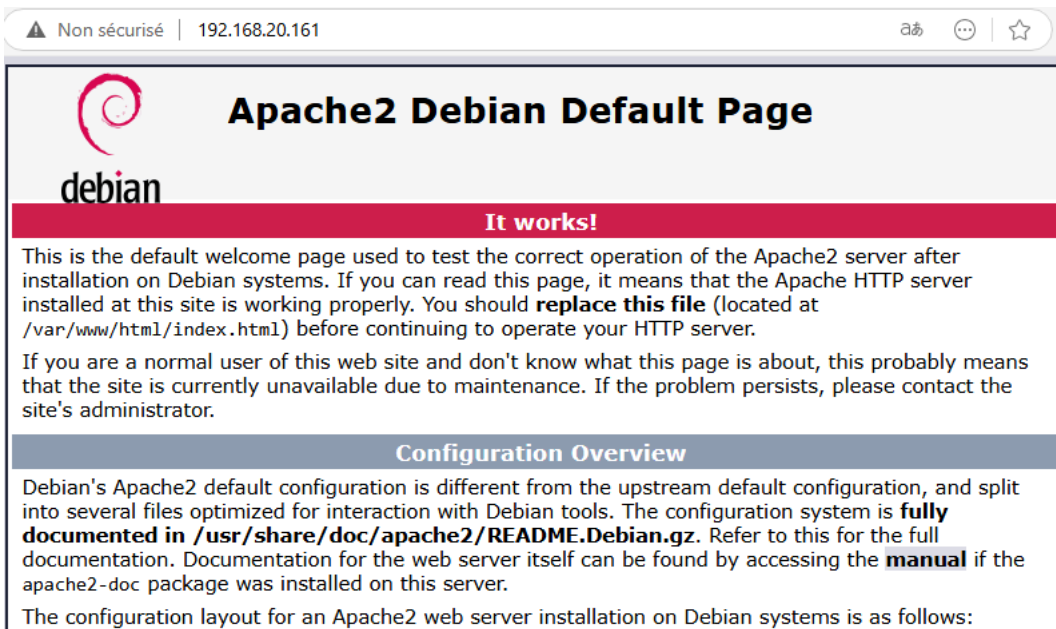 Non sécurisé | 192.168.20.161 aあ
debian
Apache2 Debian Default Page
It works!
This is the default welcome page used to test the correct operation of the Apache2 server after
installation on Debian systems. If you can read this page, it means that the Apache HTTP server
installed at this site is working properly. You should replace this file (located at
/var/www/html/index.html) before continuing to operate your HTTP server.
If you are a normal user of this web site and don't know what this page is about, this probably means
that the site is currently unavailable due to maintenance. If the problem persists, please contact the
site's administrator.
Configuration Overview
Debian's Apache2 default configuration is different from the upstream default configuration, and split
into several files optimized for interaction with Debian tools. The configuration system is fully
documented in /usr/share/doc/apache2/README.Debian.gz. Refer to this for the full
documentation. Documentation for the web server itself can be found by accessing the manual if the
apache2-doc package was installed on this server.
The configuration layout for an Apache2 web server installation on Debian systems is as follows: